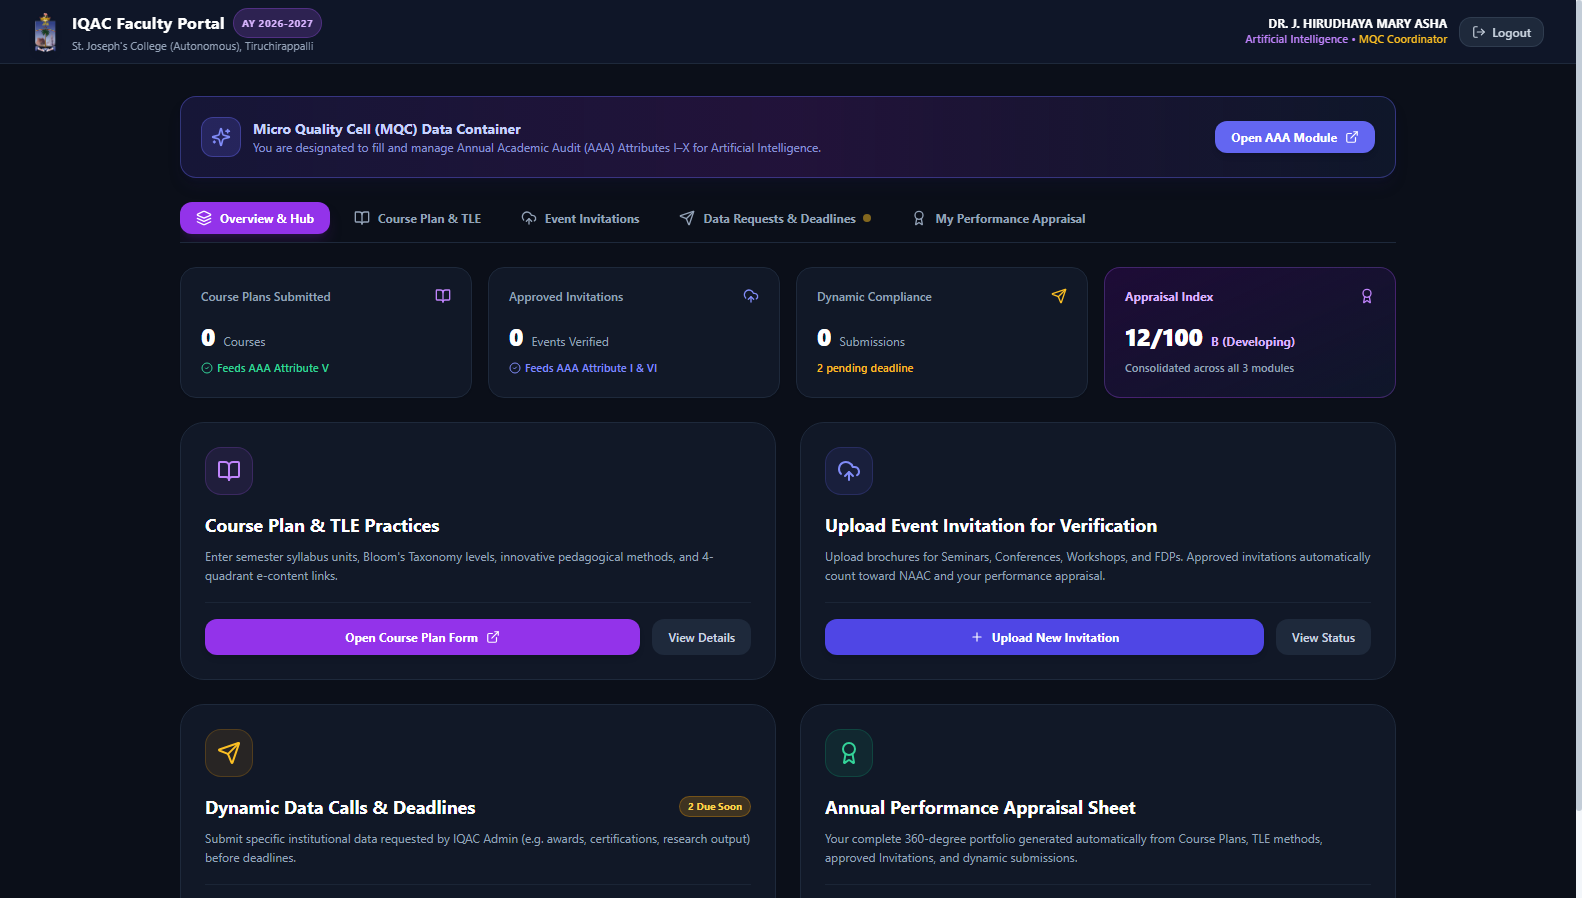 IQAC Faculty Portal
AY 2026-2027
St. Joseph's College (Autonomous), Tiruchirappalli
DR. J. HIRUDHAYA MARY ASHA
Artificial Intelligence • MQC Coordinator
Logout
Micro Quality Cell (MQC) Data Container
You are designated to fill and manage Annual Academic Audit (AAA) Attributes I–X for Artificial Intelligence.
Open AAA Module
Overview & Hub
Course Plan & TLE
Event Invitations
Data Requests & Deadlines
My Performance Appraisal
Course Plans Submitted
0 Courses
Feeds AAA Attribute V
Approved Invitations
0 Events Verified
Feeds AAA Attribute I & VI
Dynamic Compliance
0 Submissions
2 pending deadline
Appraisal Index
12/100 B (Developing)
Consolidated across all 3 modules
Course Plan & TLE Practices
Enter semester syllabus units, Bloom's Taxonomy levels, innovative pedagogical methods, and 4-
quadrant e-content links.
Open Course Plan Form
View Details
Upload Event Invitation for Verification
Upload brochures for Seminars, Conferences, Workshops, and FDPs. Approved invitations automatically
count toward NAAC and your performance appraisal.
Upload New Invitation
View Status
Dynamic Data Calls & Deadlines
2 Due Soon
Submit specific institutional data requested by IQAC Admin (e.g. awards, certifications, research output)
before deadlines.
Annual Performance Appraisal Sheet
Your complete 360-degree portfolio generated automatically from Course Plans, TLE methods,
approved Invitations, and dynamic submissions.